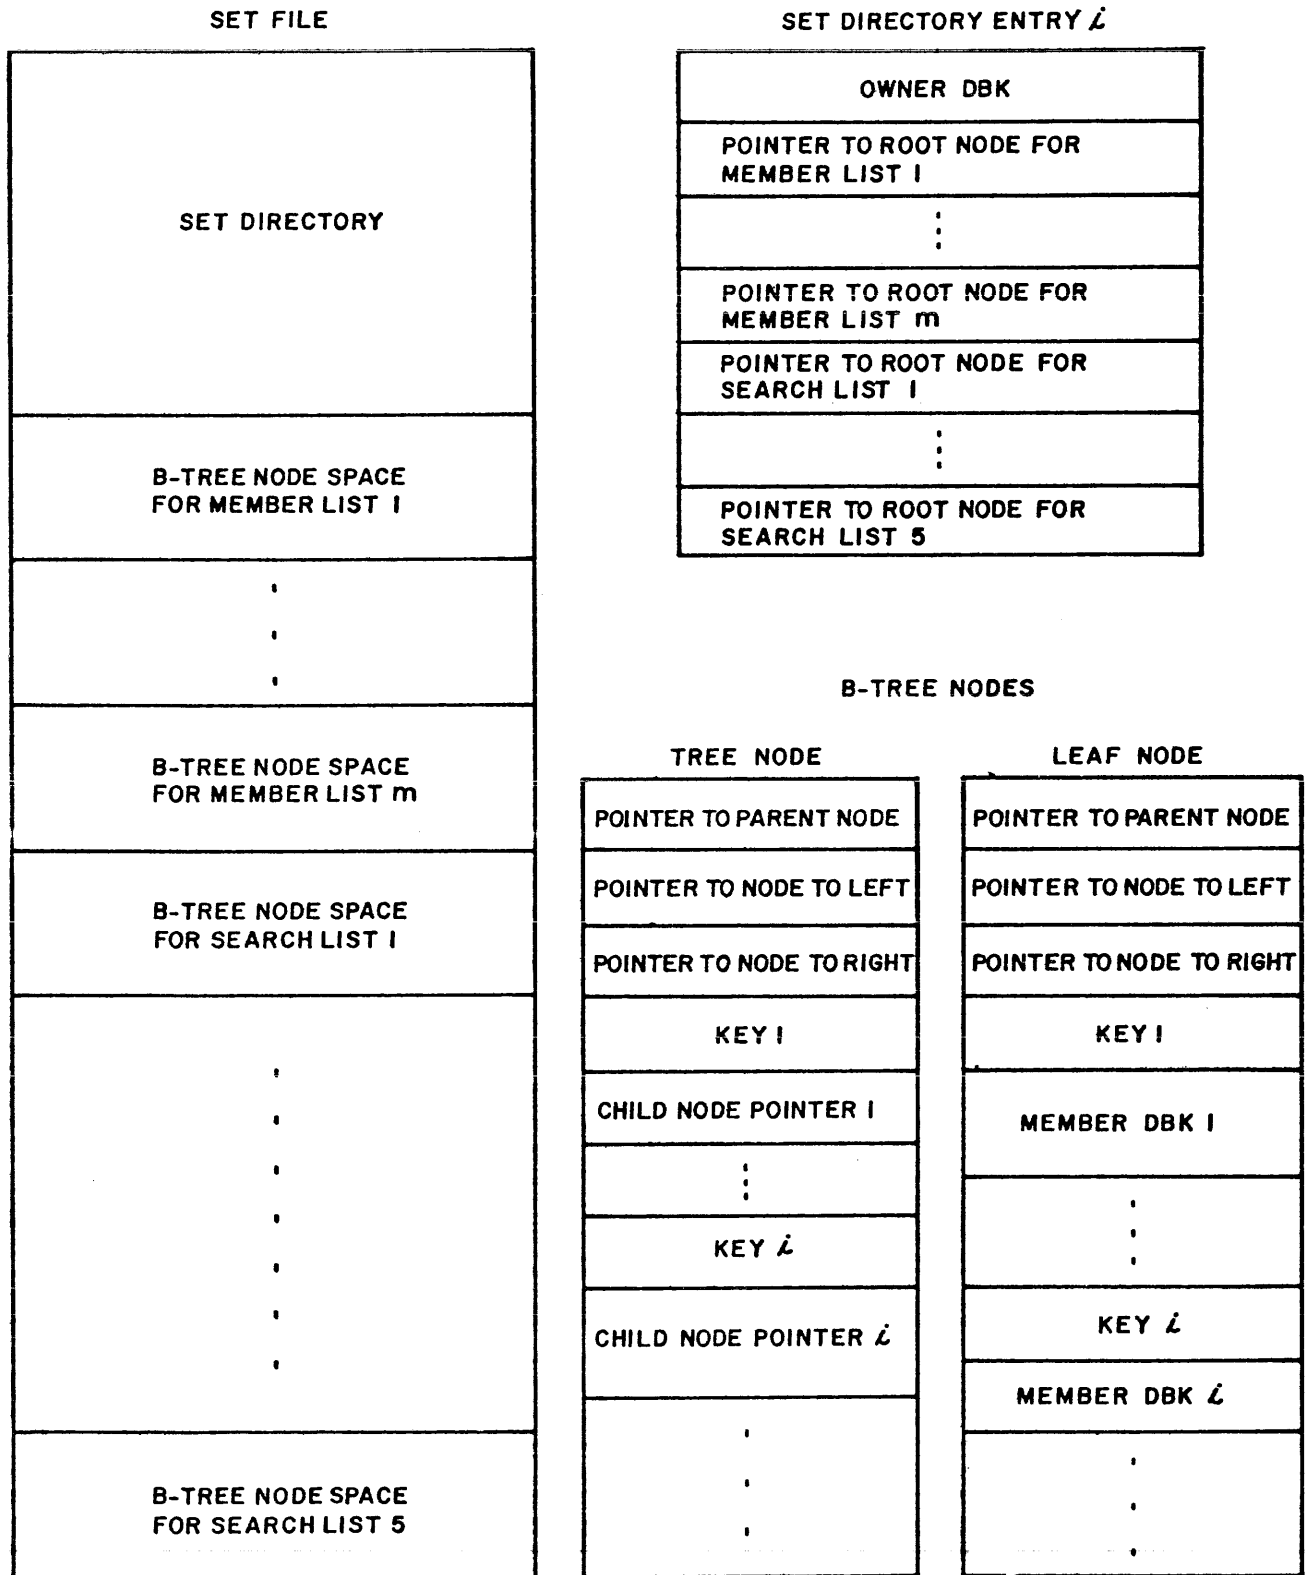 SET FILE
SET DIRECTORY
B-TREE NODE SPACE
FOR MEMBER LIST 1
B-TREE NODE SPACE
FOR MEMBER LIST m
B-TREE NODE SPACE
FOR SEARCH LIST 1
B-TREE NODE SPACE
FOR SEARCH LIST 5
SET DIRECTORY ENTRY i
OWNER DBK
POINTER TO ROOT NODE FOR
MEMBER LIST 1
POINTER TO ROOT NODE FOR
MEMBER LIST m
POINTER TO ROOT NODE FOR
SEARCH LIST 1
POINTER TO ROOT NODE FOR
SEARCH LIST 5
B-TREE NODES
TREE NODE
POINTER TO PARENT NODE
POINTER TO NODE TO LEFT
POINTER TO NODE TO RIGHT
KEY 1
CHILD NODE POINTER 1
KEY i
CHILD NODE POINTER i
LEAF NODE
POINTER TO PARENT NODE
POINTER TO NODE TO LEFT
POINTER TO NODE TO RIGHT
KEY 1
MEMBER DBK 1
KEY i
MEMBER DBK i